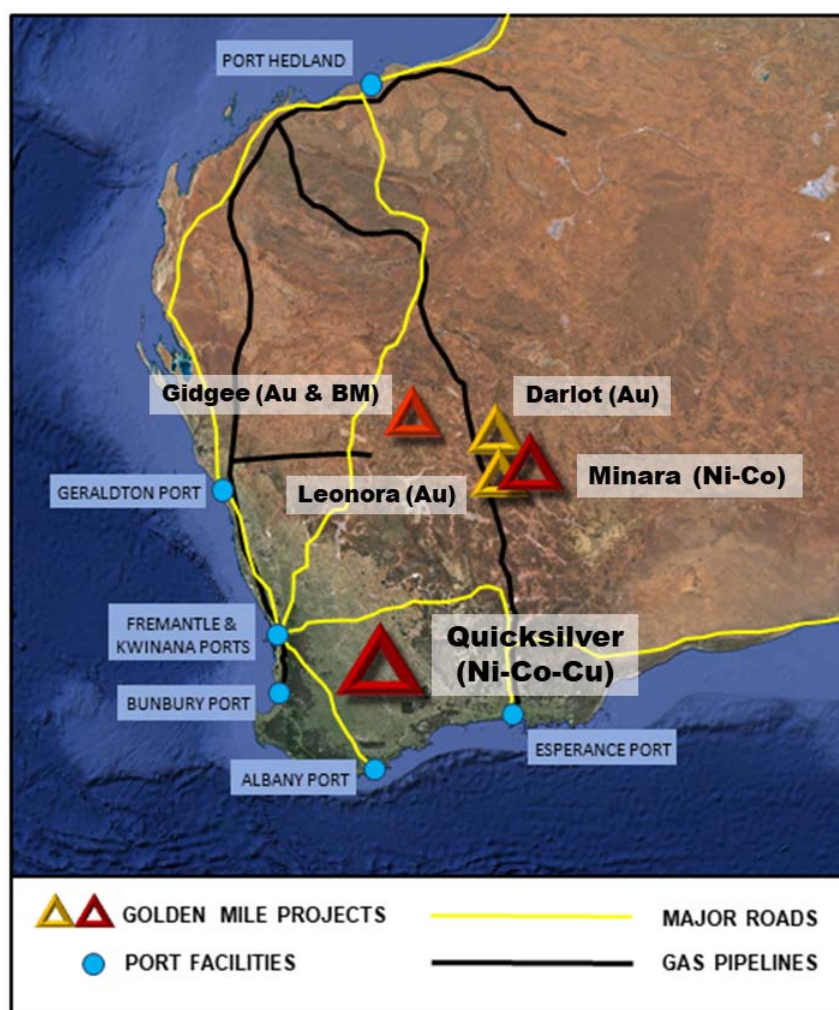 PORT HEDLAND
Gidgee (Au & BM)
Darlot (Au)
Minara (Ni-Co)
Leonora (Au)
GERALDTON PORT
FREMANTLE &
KWINANA PORTS
Quicksilver
(Ni-Co-Cu)
BUNBURY PORT
ESPERANCE PORT
ALBANY PORT
GOLDEN MILE PROJECTS
MAJOR ROADS
PORT FACILITIES
GAS PIPELINES